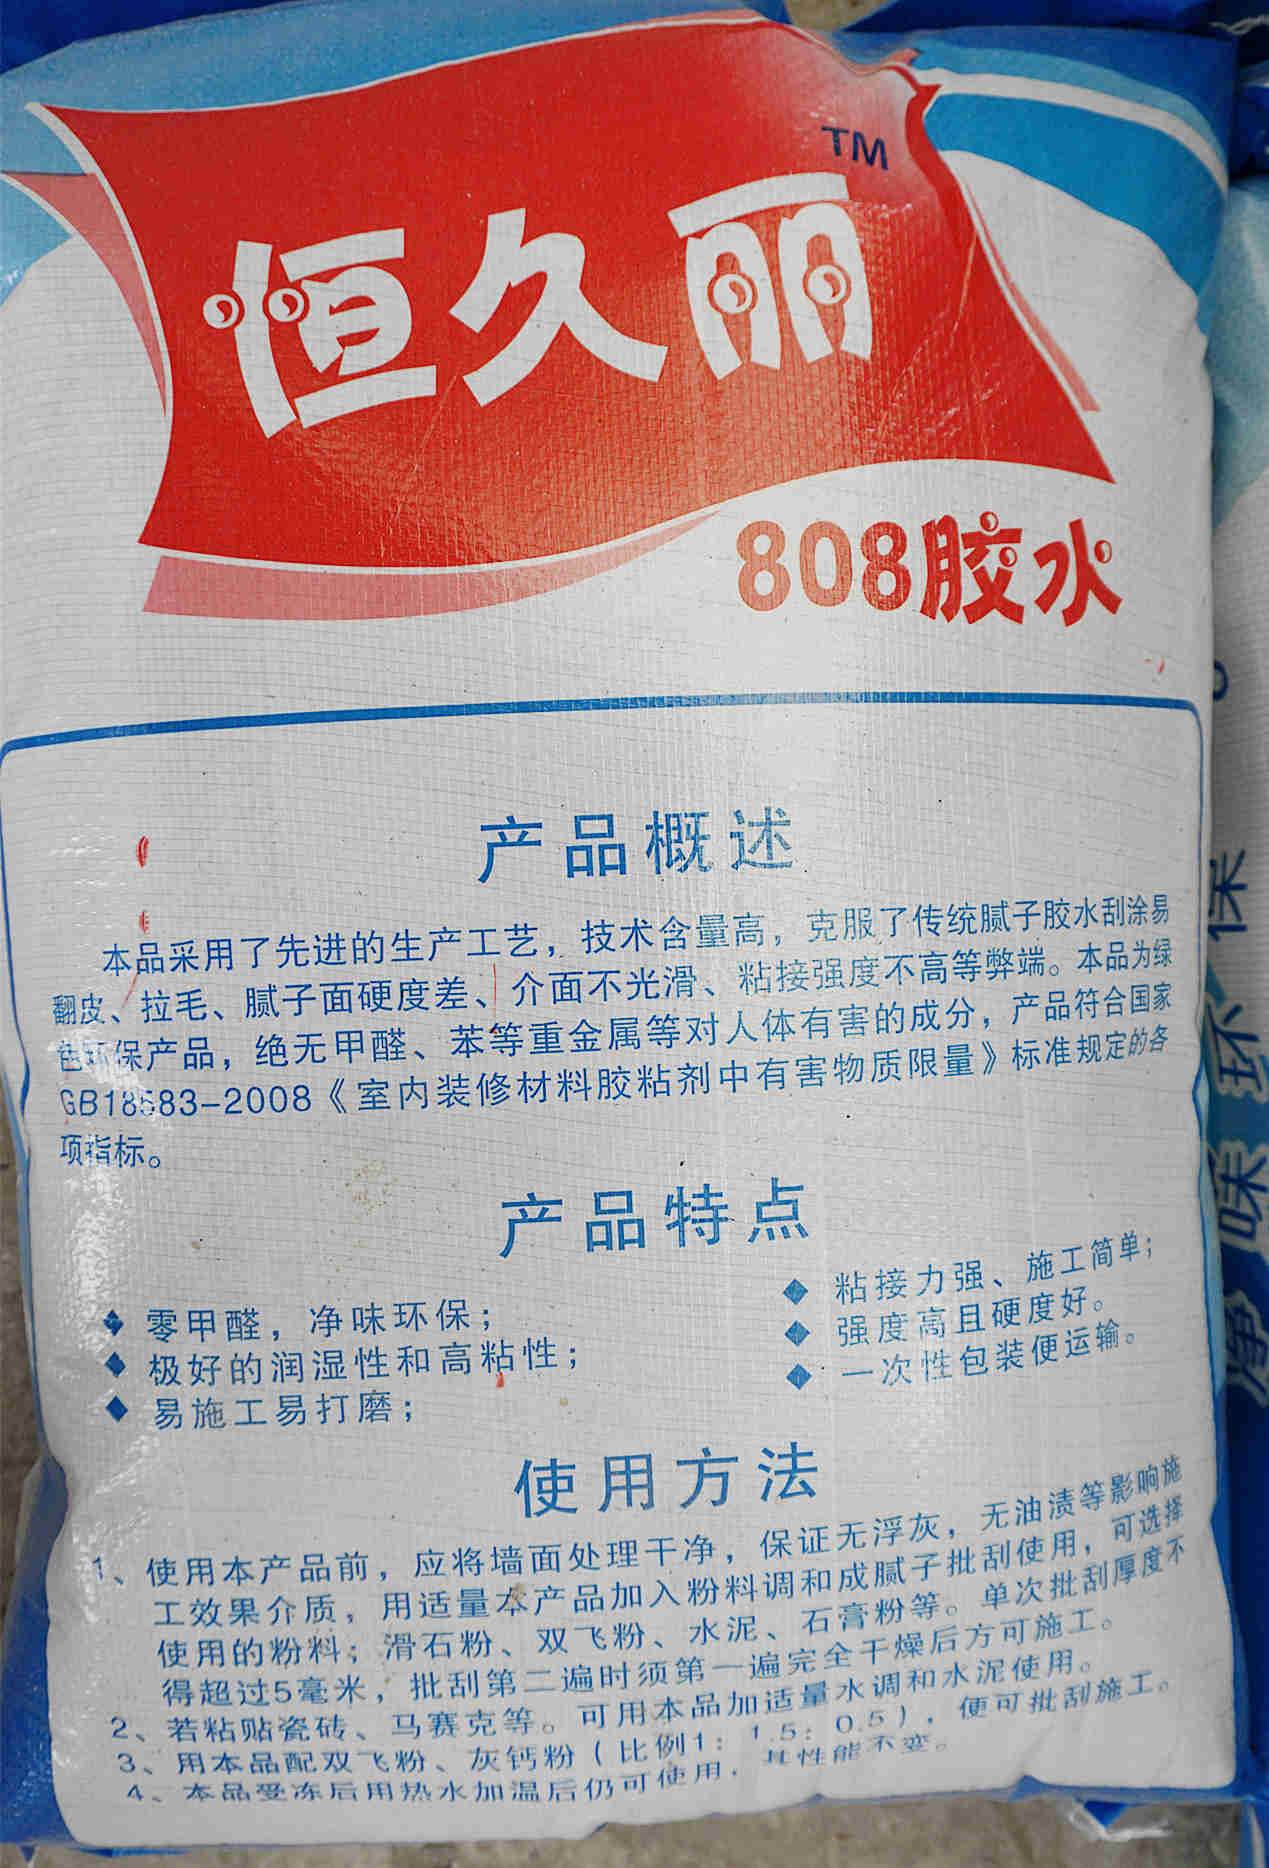 恒久丽
TM
808胶水
产品概述
本品采用了先进的生产工艺，技术含量高，克服了传统腻子胶水刮涂易
翻皮、拉毛、腻子面硬度差、介面不光滑、粘接强度不高等弊端。本品为绿
色环保产品，绝无甲醛、苯等重金属等对人体有害的成分，产品符合国家
GB18583-2008《室内装修材料胶粘剂中有害物质限量》标准规定的各
项指标。
产品特点
◆ 零甲醛，净味环保；
◆ 极好的润湿性和高粘性；
◆ 易施工易打磨；
◆ 粘接力强、施工简单；
◆ 强度高且硬度好。
◆ 一次性包装便运输。
使用方法
1、使用本产品前，应将墙面处理干净，保证无浮灰，无油渍等影响施
工效果介质，用适量本产品加入粉料调和成腻子批刮使用，可选择
使用的粉料；滑石粉、双飞粉、水泥、石膏粉等。单次批刮厚度不
得超过5毫米，批刮第二遍时须第一遍完全干燥后方可施工。
2、若粘贴瓷砖、马赛克等。可用本品加适量水调和水泥使用。
3、用本品配双飞粉、灰钙粉（比例1：1.5：0.5），便可批刮施工。
4、本品受冻后用热水加温后仍可使用，其性能不变。
净味环保